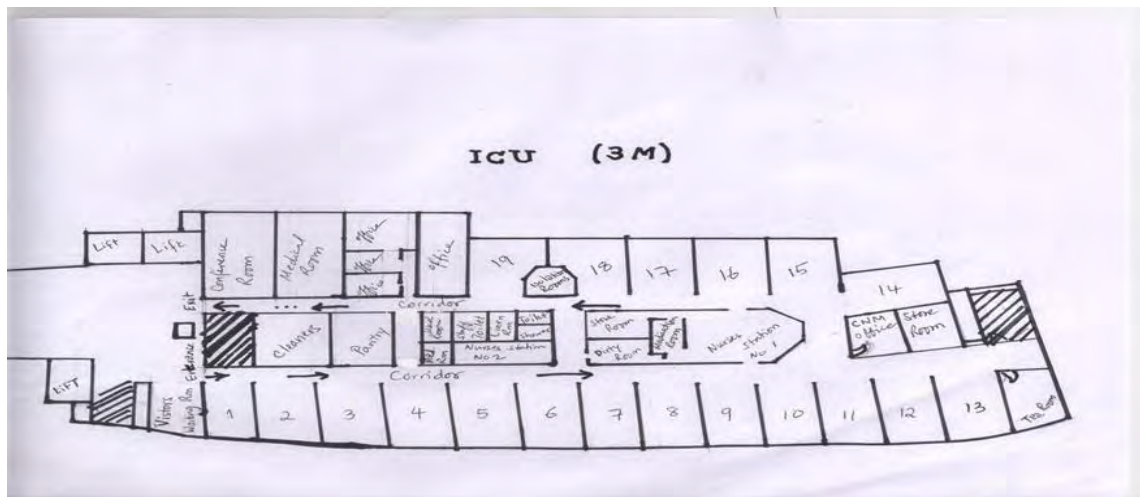 ICU (3M)
Lift
Lift
Conference
Room
Medical
Room
Office
Office
Office
Office
19
18
17
16
15
14
Corridor
Exit
Cleaners
Pantry
Staff
Toilet
Linen
Room
Toilet
Shower
Nurses Station
No 2
Store
Room
Dirty
Room
Medication
Room
Nurses Station
No 1
CNM
Office
Store
Room
Entrance
Corridor
LIFT
Visitors
Waiting Room
1
2
3
4
5
6
7
8
9
10
11
12
13
Tea Room